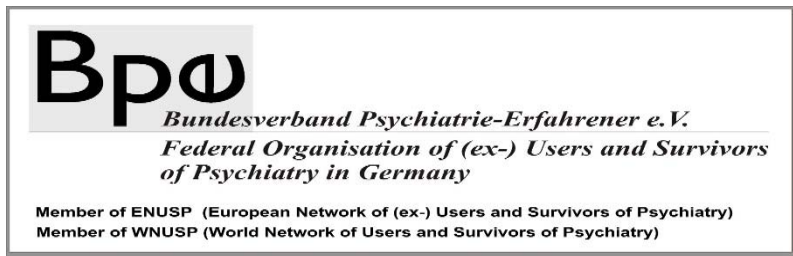 Bpe
Bundesverband Psychiatrie-Erfahrener e.V.
Federal Organisation of (ex-) Users and Survivors
of Psychiatry in Germany
Member of ENUSP (European Network of (ex-) Users and Survivors of Psychiatry)
Member of WNUSP (World Network of Users and Survivors of Psychiatry)